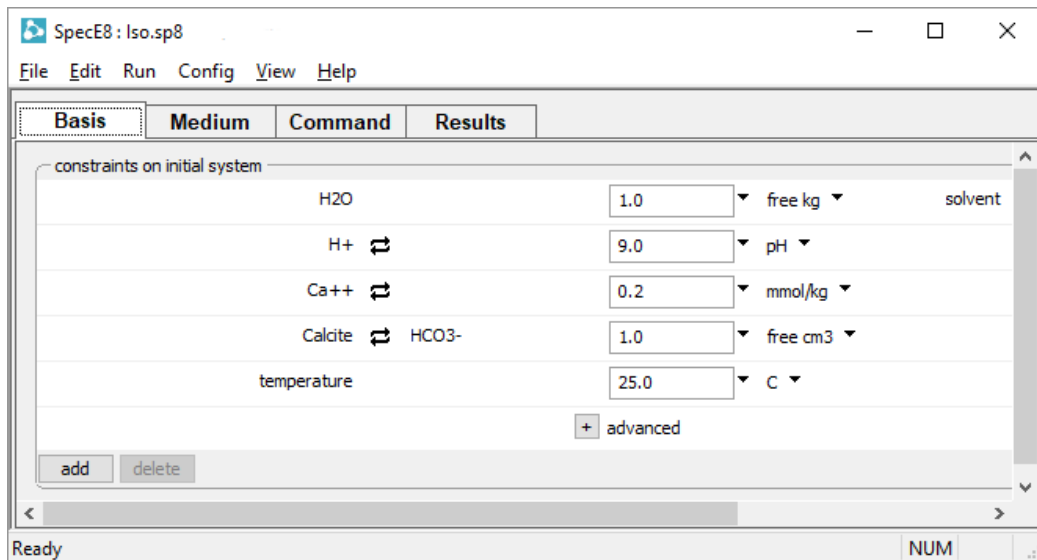 SpecE8 : Iso.sp8
File Edit Run Config View Help
Basis Medium Command Results
constraints on initial system
H2O 1.0 free kg solvent
H+ 9.0 pH
Ca++ 0.2 mmol/kg
Calcite HCO3- 1.0 free cm3
temperature 25.0 C
+ advanced
add delete
Ready NUM